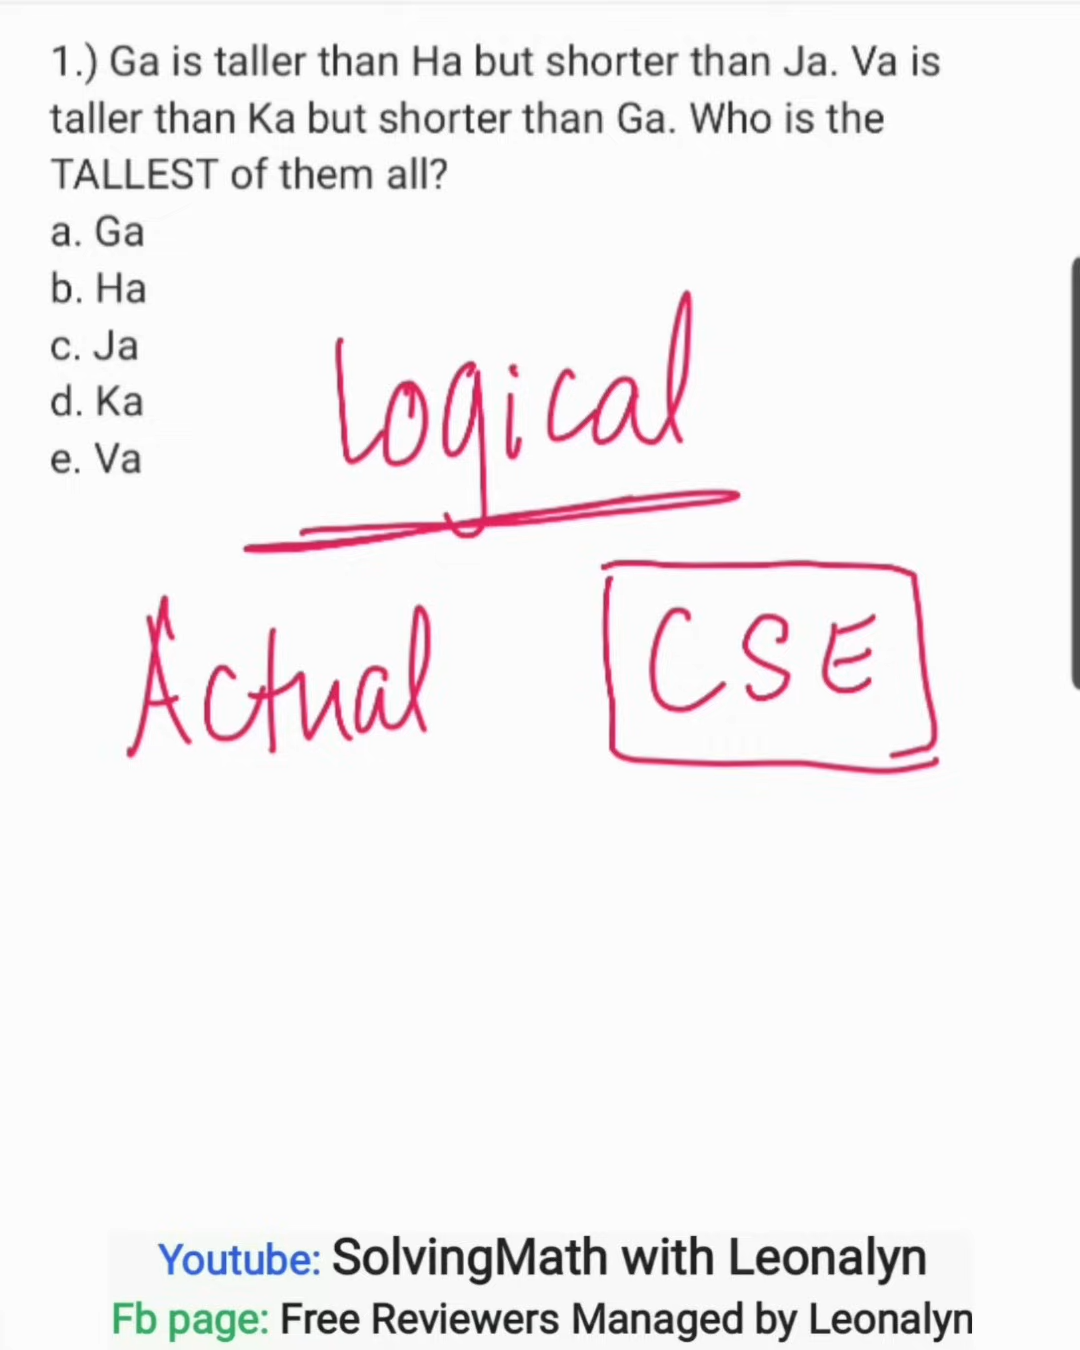 1.) Ga is taller than Ha but shorter than Ja. Va is
taller than Ka but shorter than Ga. Who is the
TALLEST of them all?
a. Ga
b. Ha
c. Ja
d. Ka
e. Va
Logical
Actual
CSE
Youtube: SolvingMath with Leonalyn
Fb page: Free Reviewers Managed by Leonalyn